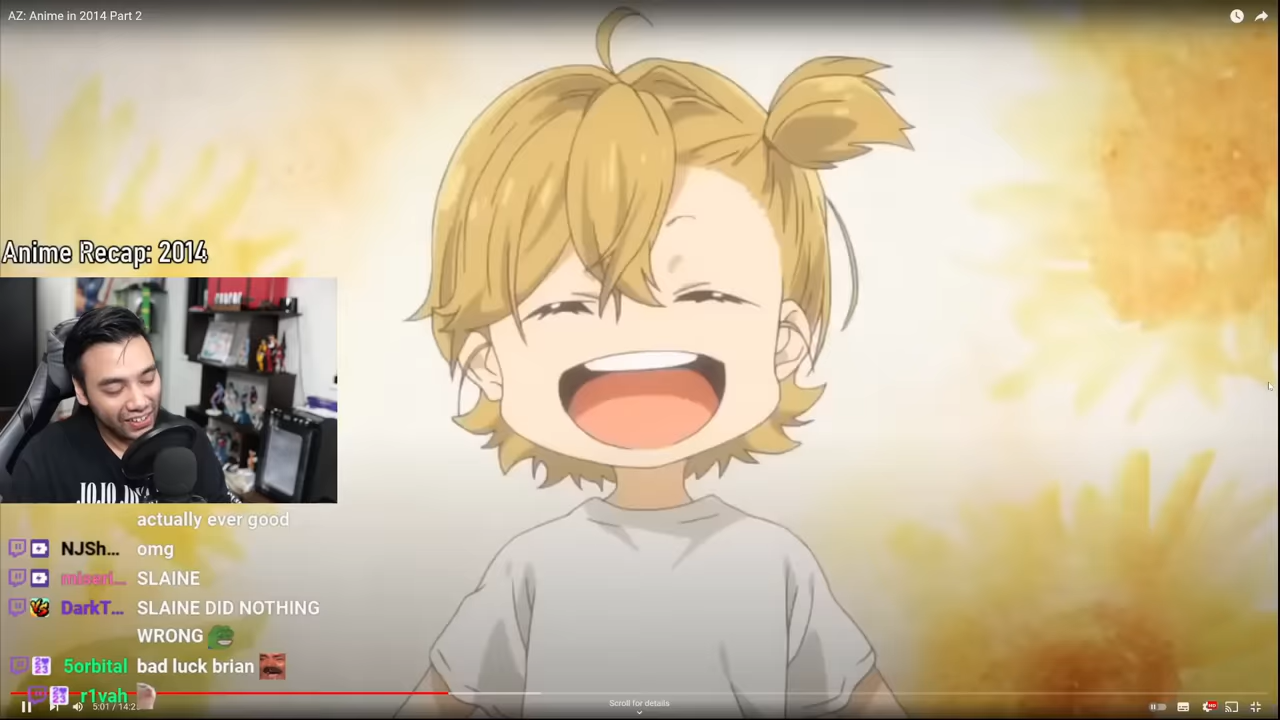 AZ: Anime in 2014 Part 2
Anime Recap: 2014
actually ever good
NJSh... omg
miseri... SLAINE
DarkT... SLAINE DID NOTHING
WRONG
5orbital bad luck brian
r1vah
5:01 / 14:2
Scroll for details